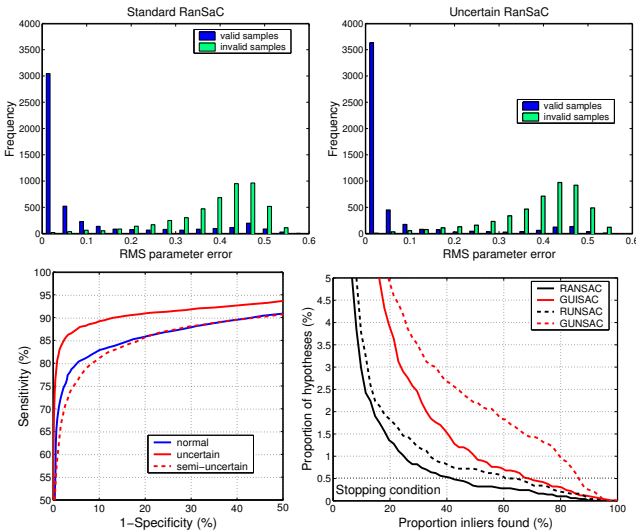 Standard RanSaC
Frequency
4000
3500
3000
2500
2000
1500
1000
500
0
valid samples
invalid samples
0 0.1 0.2 0.3 0.4 0.5 0.6
RMS parameter error
Uncertain RanSaC
Frequency
4000
3500
3000
2500
2000
1500
1000
500
0
valid samples
invalid samples
0 0.1 0.2 0.3 0.4 0.5 0.6
RMS parameter error
Sensitivity (%)
100
95
90
85
80
75
70
65
60
55
50
normal
uncertain
semi-uncertain
0 10 20 30 40 50
1-Specificity (%)
Proportion of hypotheses (%)
5
4.5
4
3.5
3
2.5
2
1.5
1
0.5
0
RANSAC
GUISAC
RUNSAC
GUNSAC
Stopping condition
0 20 40 60 80 100
Proportion inliers found (%)